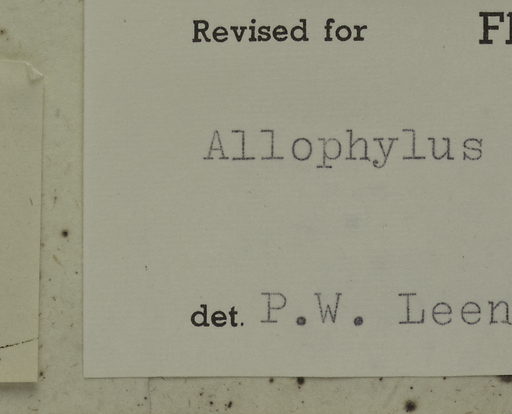 Revised for
Allophylus
det. P.W. Leen